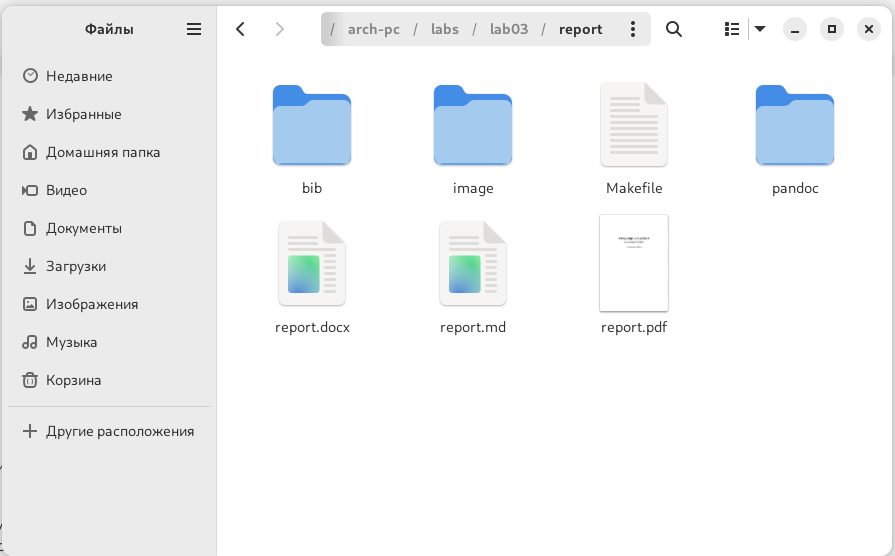 Файлы
/ arch-pc / labs / lab03 / report
Недавние
Избранные
Домашняя папка
Видео
Документы
Загрузки
Изображения
Музыка
Корзина
Другие расположения
bib
image
Makefile
pandoc
report.docx
report.md
report.pdf